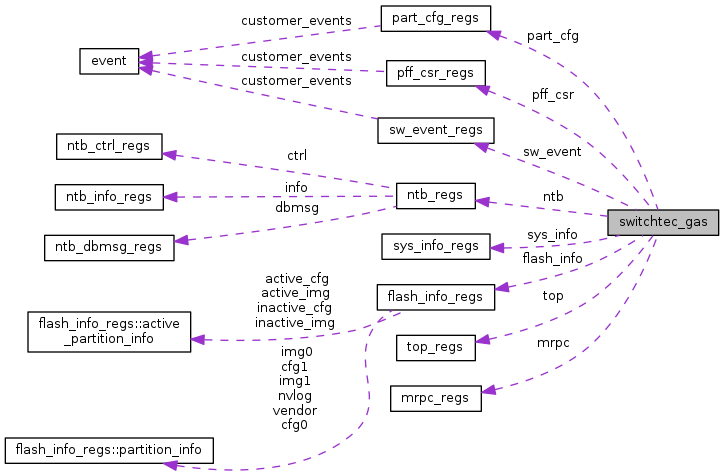 customer_events
part_cfg_regs
part_cfg
event
customer_events
pff_csr_regs
customer_events
pff_csr
sw_event_regs
ntb_ctrl_regs
ctrl
sw_event
info
ntb_info_regs
ntb_regs
ntb
dbmsg
switchtec_gas
ntb_dbmsg_regs
sys_info_regs
sys_info
flash_info
active_cfg
active_img
inactive_cfg
inactive_img
flash_info_regs
top
flash_info_regs::active
_partition_info
top_regs
mrpc
img0
cfg1
img1
nvlog
vendor
cfg0
mrpc_regs
flash_info_regs::partition_info